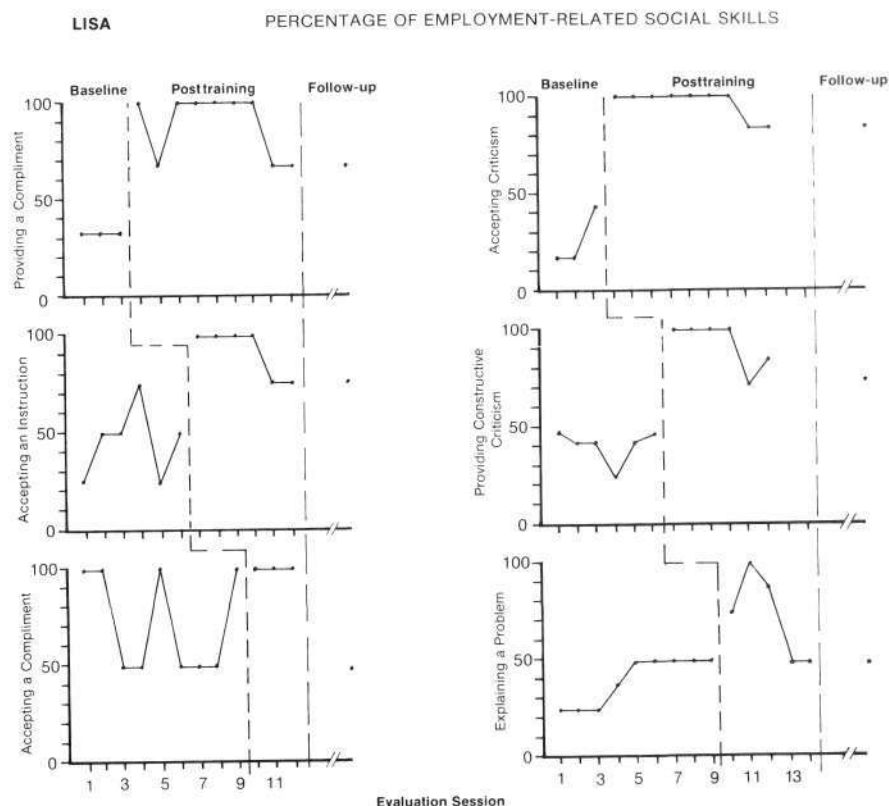 LISA PERCENTAGE OF EMPLOYMENT-RELATED SOCIAL SKILLS
Baseline Posttraining Follow-up
Providing a Compliment
100
50
0
Accepting an Instruction
100
50
0
Accepting a Compliment
100
50
0
1 3 5 7 9 11
Baseline Posttraining Follow-up
Accepting Criticism
100
50
0
Providing Constructive
Criticism
100
50
0
Explaining a Problem
100
50
0
1 3 5 7 9 11 13
Evaluation Session